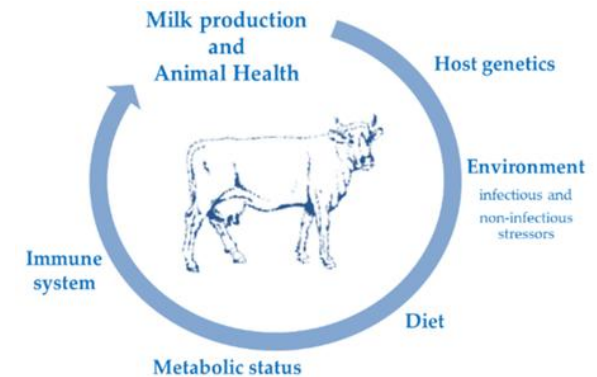 Milk production
and
Animal Health
Host genetics
Environment
infectious and
non-infectious
stressors
Diet
Metabolic status
Immune
system